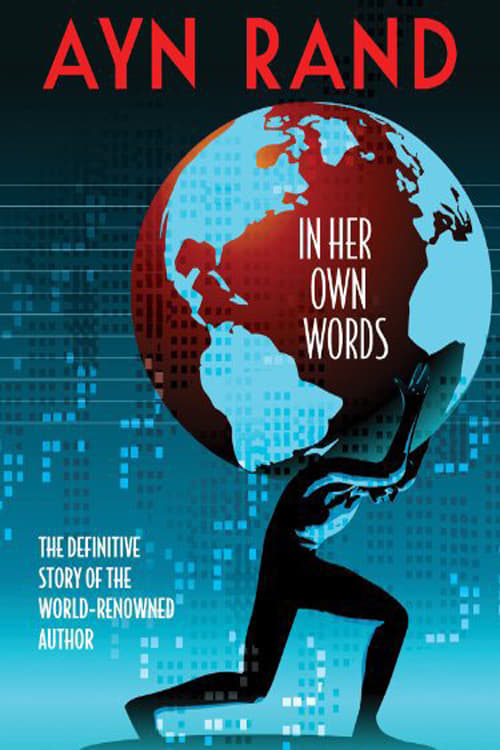 AYN RAND
IN HER
OWN
WORDS
THE DEFINITIVE
STORY OF THE
WORLD-RENOWNED
AUTHOR